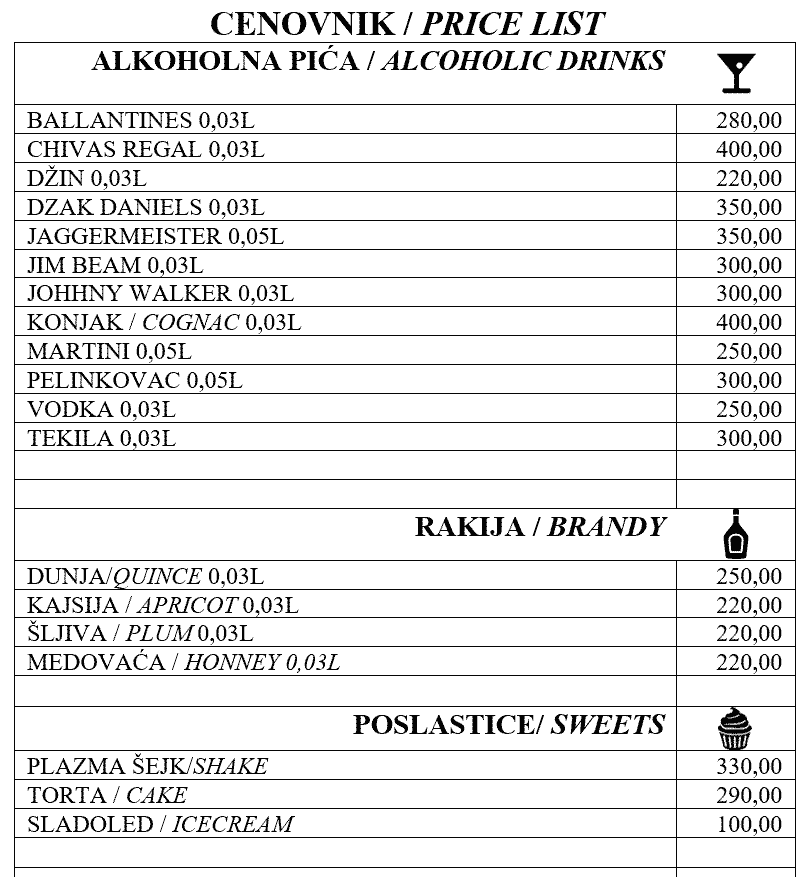 CENOVNIK / PRICE LIST
ALKOHOLNA PIĆA / ALCOHOLIC DRINKS
BALLANTINES 0,03L 280,00
CHIVAS REGAL 0,03L 400,00
DŽIN 0,03L 220,00
DZAK DANIELS 0,03L 350,00
JAGGERMEISTER 0,05L 350,00
JIM BEAM 0,03L 300,00
JOHHNY WALKER 0,03L 300,00
KONJAK / COGNAC 0,03L 400,00
MARTINI 0,05L 250,00
PELINKOVAC 0,05L 300,00
VODKA 0,03L 250,00
TEKILA 0,03L 300,00
RAKIJA / BRANDY
DUNJA/QUINCE 0,03L 250,00
KAJSIJA / APRICOT 0,03L 220,00
ŠLJIVA / PLUM 0,03L 220,00
MEDOVAĆA / HONNEY 0,03L 220,00
POSLASTICE/ SWEETS
PLAZMA ŠEJK/SHAKE 330,00
TORTA / CAKE 290,00
SLADOLED / ICECREAM 100,00